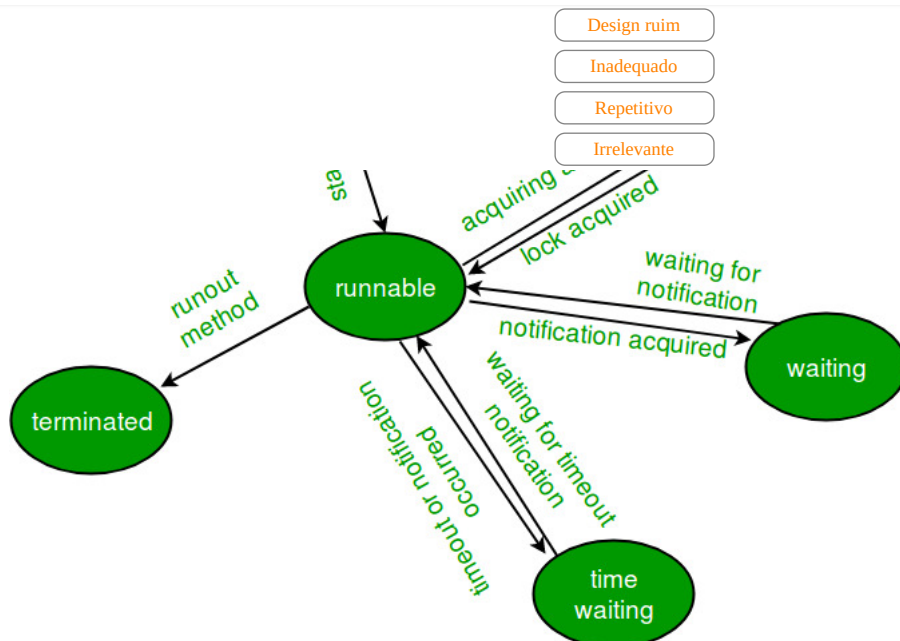 Design ruim
Inadequado
Repetitivo
Irrelevante
acquiring
lock acquired
waiting for
notification
runnable
runout
method
notification acquired
waiting
terminated
waiting for timeout
notification
timeout or notification
occurred
time
waiting